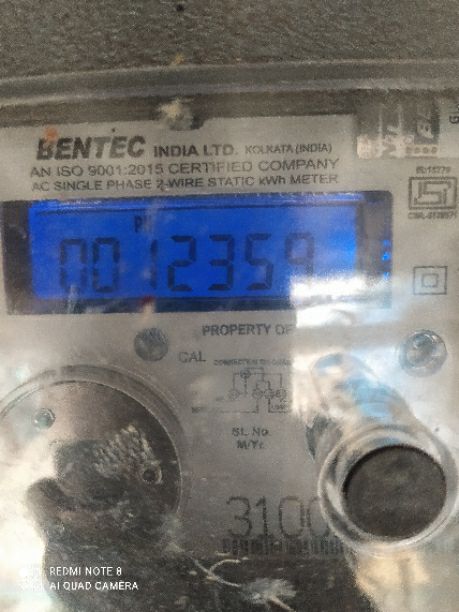 BENTEC INDIA LTD. KOLKATA (INDIA)
AN ISO 9001:2015 CERTIFIED COMPANY
AC SINGLE PHASE 2-WIRE STATIC kWh METER
0012359
PROPERTY OF
CAL
SL. No.
M/Yr.
3100
REDMI NOTE 8
AI QUAD CAMERA